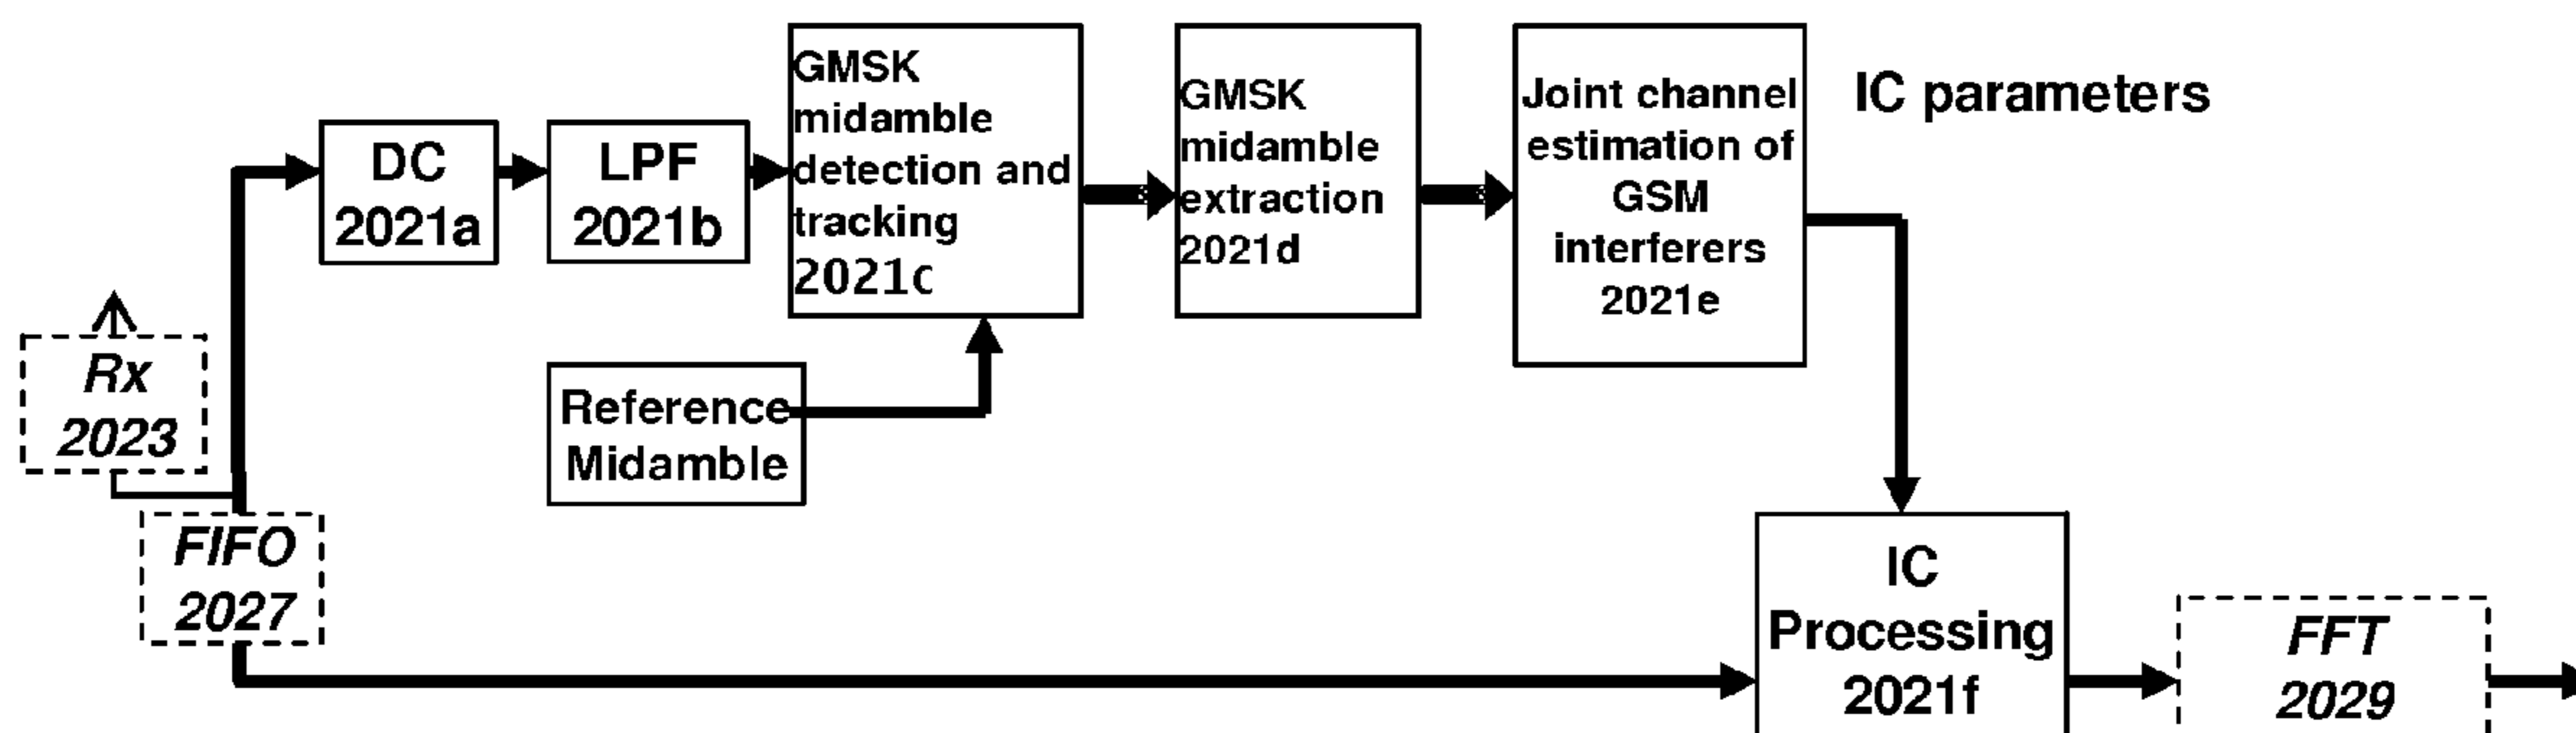 DC
2021a
LPF
2021b
GMSK
midamble
detection and
tracking
2021c
GMSK
midamble
extraction
2021d
Joint channel
estimation of
GSM
interferers
2021e
IC parameters
Rx
2023
Reference
Midamble
FIFO
2027
IC
Processing
2021f
FFT
2029